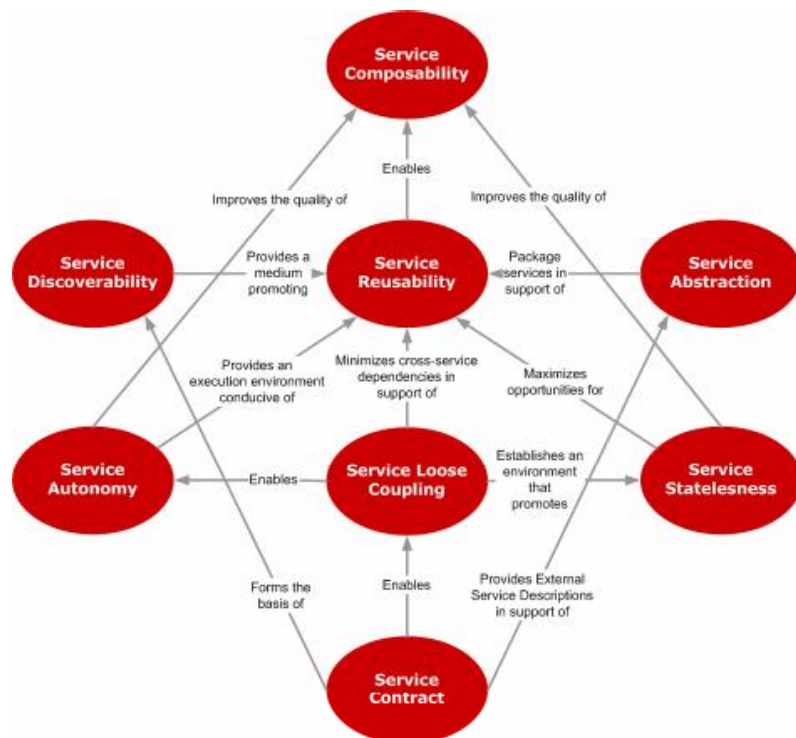 Service
Composability
Enables
Improves the quality of
Improves the quality of
Service
Discoverability
Provides a
medium
promoting
Service
Reusability
Package
services in
support of
Service
Abstraction
Provides an
execution environment
conducive of
Minimizes cross-service
dependencies in
support of
Maximizes
opportunities for
Service
Autonomy
Enables
Service Loose
Coupling
Establishes an
environment
that
promotes
Service
Statelesness
Forms the
basis of
Enables
Provides External
Service Descriptions
in support of
Service
Contract